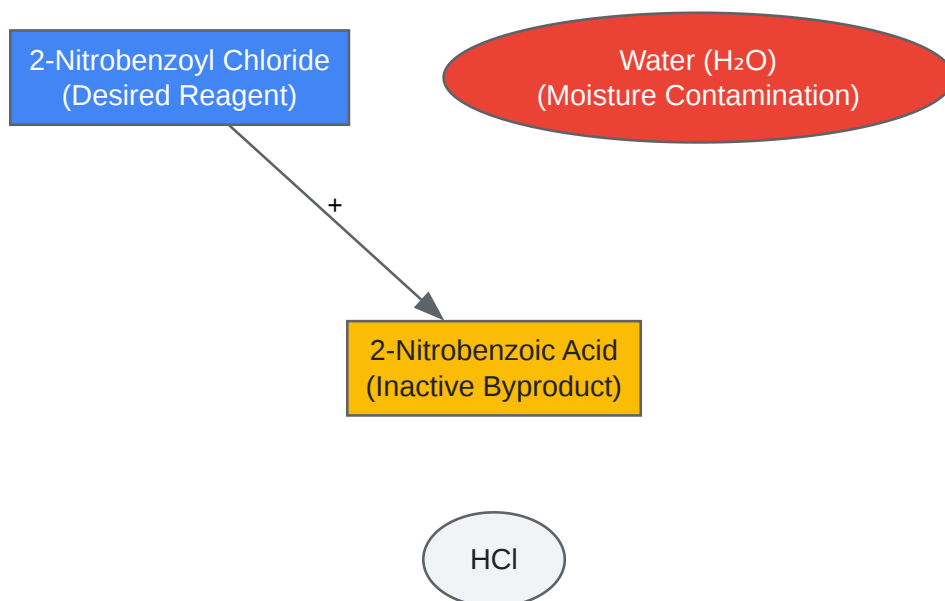 2-Nitrobenzoyl Chloride
(Desired Reagent)
Water (H₂O)
(Moisture Contamination)
+
2-Nitrobenzoic Acid
(Inactive Byproduct)
HCl